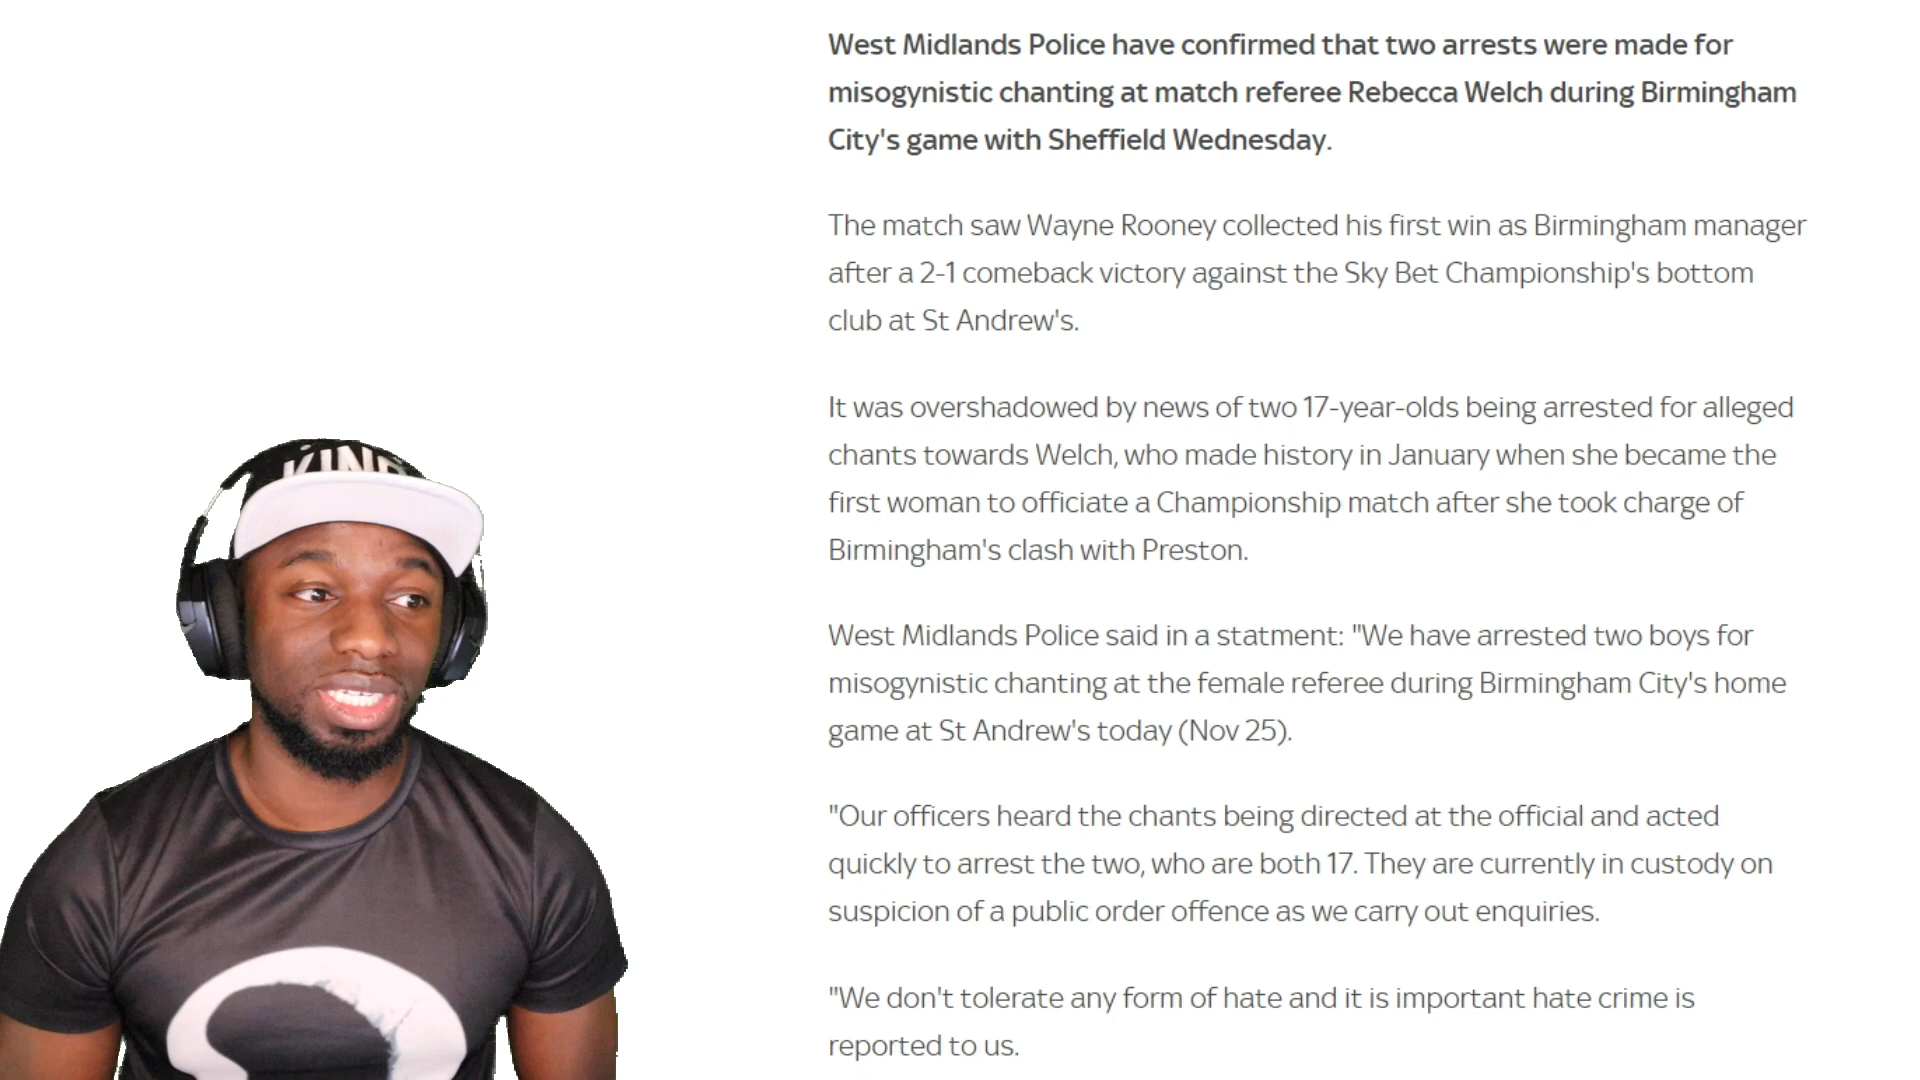 West Midlands Police have confirmed that two arrests were made for
misogynistic chanting at match referee Rebecca Welch during Birmingham
City's game with Sheffield Wednesday.
The match saw Wayne Rooney collected his first win as Birmingham manager
after a 2-1 comeback victory against the Sky Bet Championship's bottom
club at St Andrew's.
It was overshadowed by news of two 17-year-olds being arrested for alleged
chants towards Welch, who made history in January when she became the
first woman to officiate a Championship match after she took charge of
Birmingham's clash with Preston.
West Midlands Police said in a statment: "We have arrested two boys for
misogynistic chanting at the female referee during Birmingham City's home
game at St Andrew's today (Nov 25).
"Our officers heard the chants being directed at the official and acted
quickly to arrest the two, who are both 17. They are currently in custody on
suspicion of a public order offence as we carry out enquiries.
"We don't tolerate any form of hate and it is important hate crime is
reported to us.
KING